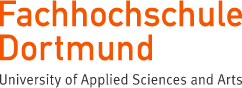 Fachhochschule
Dortmund
University of Applied Sciences and Arts